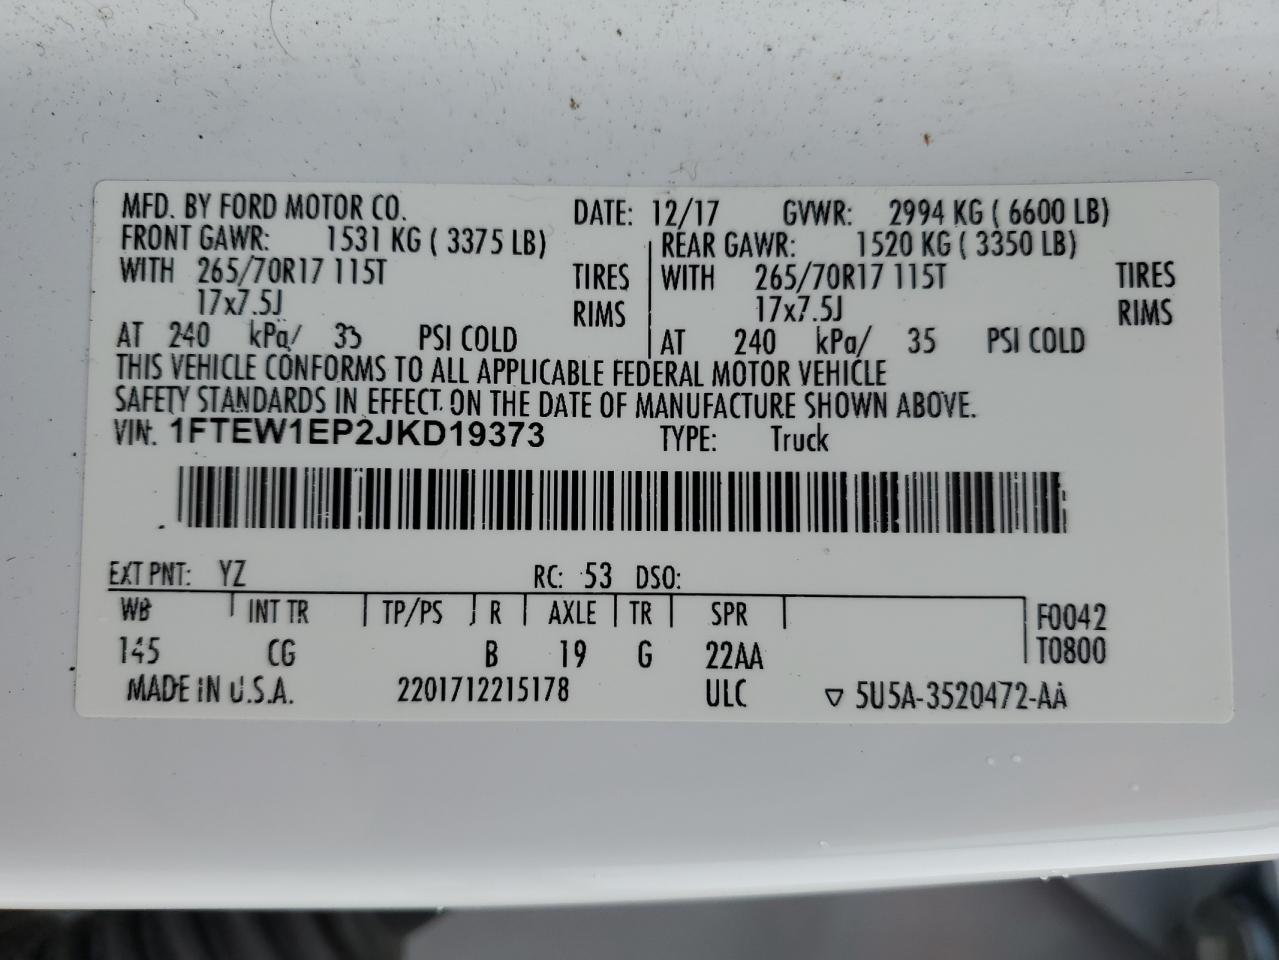 MFD. BY FORD MOTOR CO. DATE: 12/17 GVWR: 2994 KG ( 6600 LB)
FRONT GAWR: 1531 KG ( 3375 LB) REAR GAWR: 1520 KG ( 3350 LB)
WITH 265/70R17 115T TIRES WITH 265/70R17 115T TIRES
17x7.5J RIMS 17x7.5J RIMS
AT 240 kPa/ 35 PSI COLD AT 240 kPa/ 35 PSI COLD
THIS VEHICLE CONFORMS TO ALL APPLICABLE FEDERAL MOTOR VEHICLE
SAFETY STANDARDS IN EFFECT ON THE DATE OF MANUFACTURE SHOWN ABOVE.
VIN: 1FTEW1EP2JKD19373 TYPE: Truck
EXT PNT: YZ RC: 53 DSO:
WB INT TR TP/PS R AXLE TR SPR F0042
145 CG B 19 G 22AA T0800
MADE IN U.S.A. 2201712215178 ULC ▽ 5U5A-3520472-AA